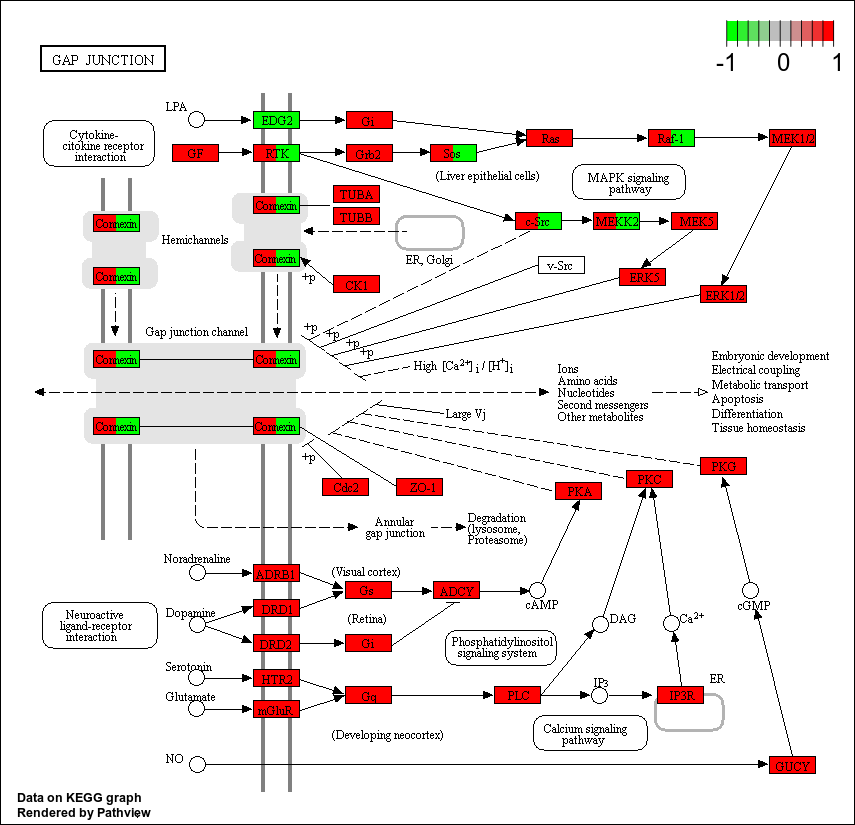 -1 0 1
GAP JUNCTION
LPA
EDG2
Gi
Cytokine-
citokine receptor
interaction
GF
RTK
Grb2
Sos
Ras
Raf-1
MEK1/2
(Liver epithelial cells)
MAPK signaling
pathway
TUBA
TUBB
Connexin
Connexin
Hemichannels
c-Src
MEKK2
MEK5
ER, Golgi
Connexin
Connexin
+p
CK1
v-Src
ERK5
ERK1/2
Gap junction channel
+p
+p
+p
+p
Connexin
Connexin
High [Ca2+] i / [H+] i
Ions
Amino acids
Nucleotides
Second messengers
Other metabolites
Embryonic development
Electrical coupling
Metabolic transport
Apoptosis
Differentiation
Tissue homeostasis
Large Vj
Connexin
Connexin
+p
Cdc2
ZO-1
PKA
PKC
PKG
Annular
gap junction
Degradation
(lysosome,
Proteasome)
Noradrenaline
ADRB1
(Visual cortex)
Gs
ADCY
cAMP
cGMP
Dopamine
DRD1
(Retina)
DRD2
Gi
DAG
Ca2+
Neuroactive
ligand-receptor
interaction
Phosphatidylinositol
signaling system
Serotonin
HTR2
Glutamate
mGluR
Gq
PLC
IP3
IP3R
ER
(Developing neocortex)
Calcium signaling
pathway
NO
GUCY
Data on KEGG graph
Rendered by Pathview